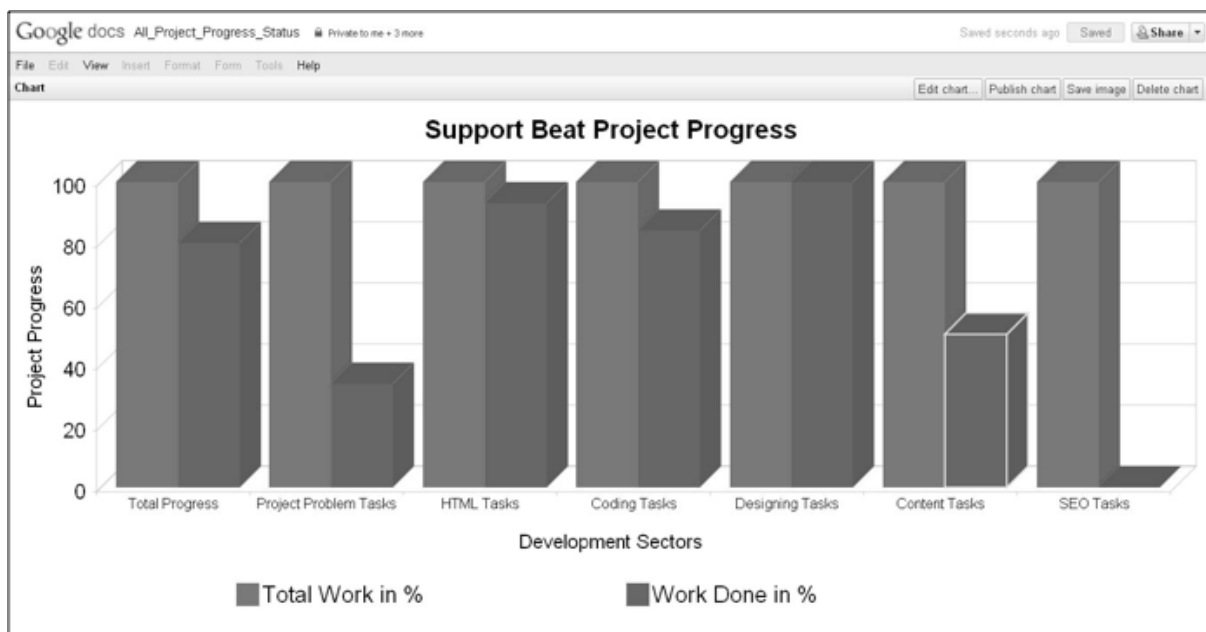 Google docs All_Project_Progress_Status Private to me + 3 more Saved seconds ago Saved Share
File Edit View Insert Format Form Tools Help
Chart Edit chart... Publish chart Save image Delete chart
Support Beat Project Progress
100
80
60
40
20
0
Project Progress
Total Progress Project Problem Tasks HTML Tasks Coding Tasks Designing Tasks Content Tasks SEO Tasks
Development Sectors
Total Work in % Work Done in %